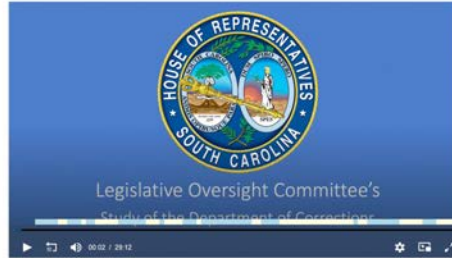 HOUSE OF REPRESENTATIVES
SOUTH CAROLINA
Legislative Oversight Committee's
Study of the Department of Corrections
00:02 / 29:12